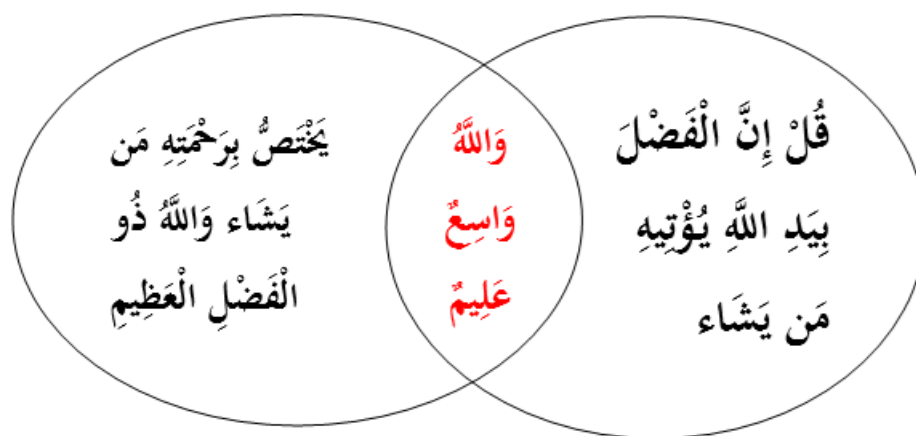 قُلْ إِنَّ الْفَضْلَ
بِيَدِ اللَّهِ يُؤْتِيهِ
مَن يَشَاء
وَاللَّهُ
وَاسِعٌ
عَلِيمٌ
يَخْتَصُّ بِرَحْمَتِهِ مَن
يَشَاء وَاللَّهُ ذُو
الْفَضْلِ الْعَظِيمِ